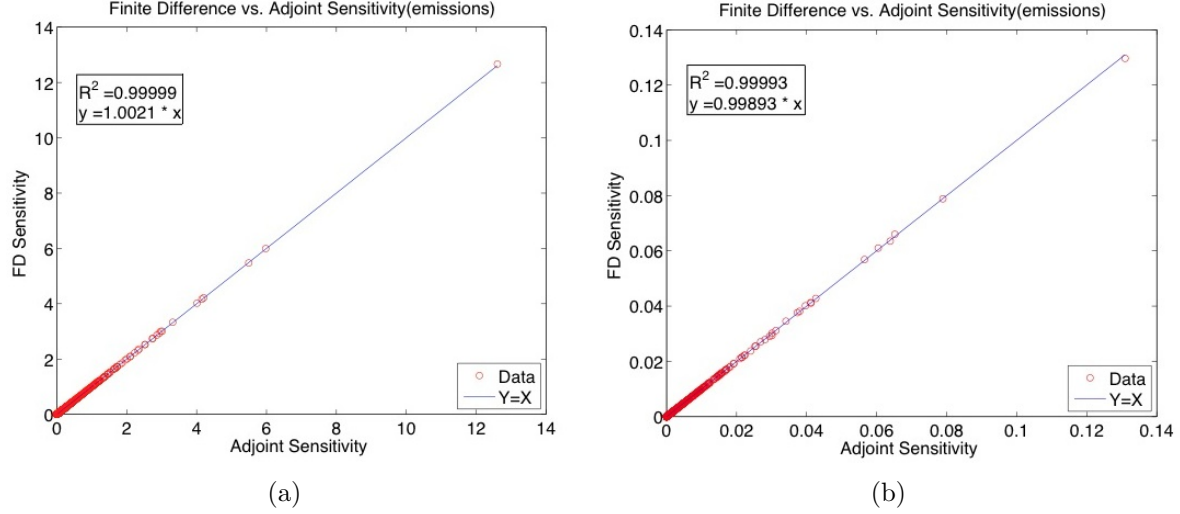 Finite Difference vs. Adjoint Sensitivity(emissions)
14
12
10
8
6
4
2
0
R2 =0.99999
y =1.0021 * x
FD Sensitivity
Data
Y=X
0 2 4 6 8 10 12 14
Adjoint Sensitivity
(a)
Finite Difference vs. Adjoint Sensitivity(emissions)
0.14
0.12
0.1
0.08
0.06
0.04
0.02
0
R2 =0.99993
y =0.99893 * x
FD Sensitivity
Data
Y=X
0 0.02 0.04 0.06 0.08 0.1 0.12 0.14
Adjoint Sensitivity
(b)